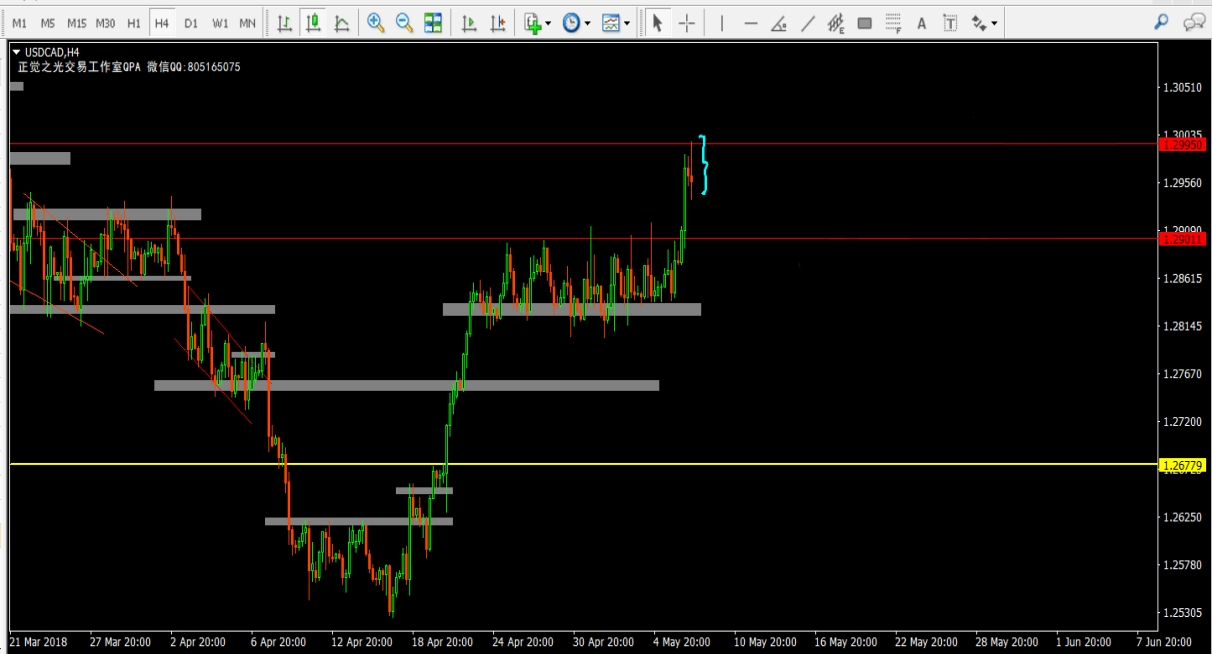 M1 M5 M15 M30 H1 H4 D1 W1 MN
E F A T
USDCAD,H4
正觉之光交易工作室QPA 微信QQ:805165075
1.30510
1.30035
1.29950
1.29560
1.29090
1.29011
1.28615
1.28145
1.27670
1.27200
1.26779
1.26250
1.25780
1.25305
21 Mar 2018 27 Mar 20:00 2 Apr 20:00 6 Apr 20:00 12 Apr 20:00 18 Apr 20:00 24 Apr 20:00 30 Apr 20:00 4 May 20:00 10 May 20:00 16 May 20:00 22 May 20:00 28 May 20:00 1 Jun 20:00 7 Jun 20:00